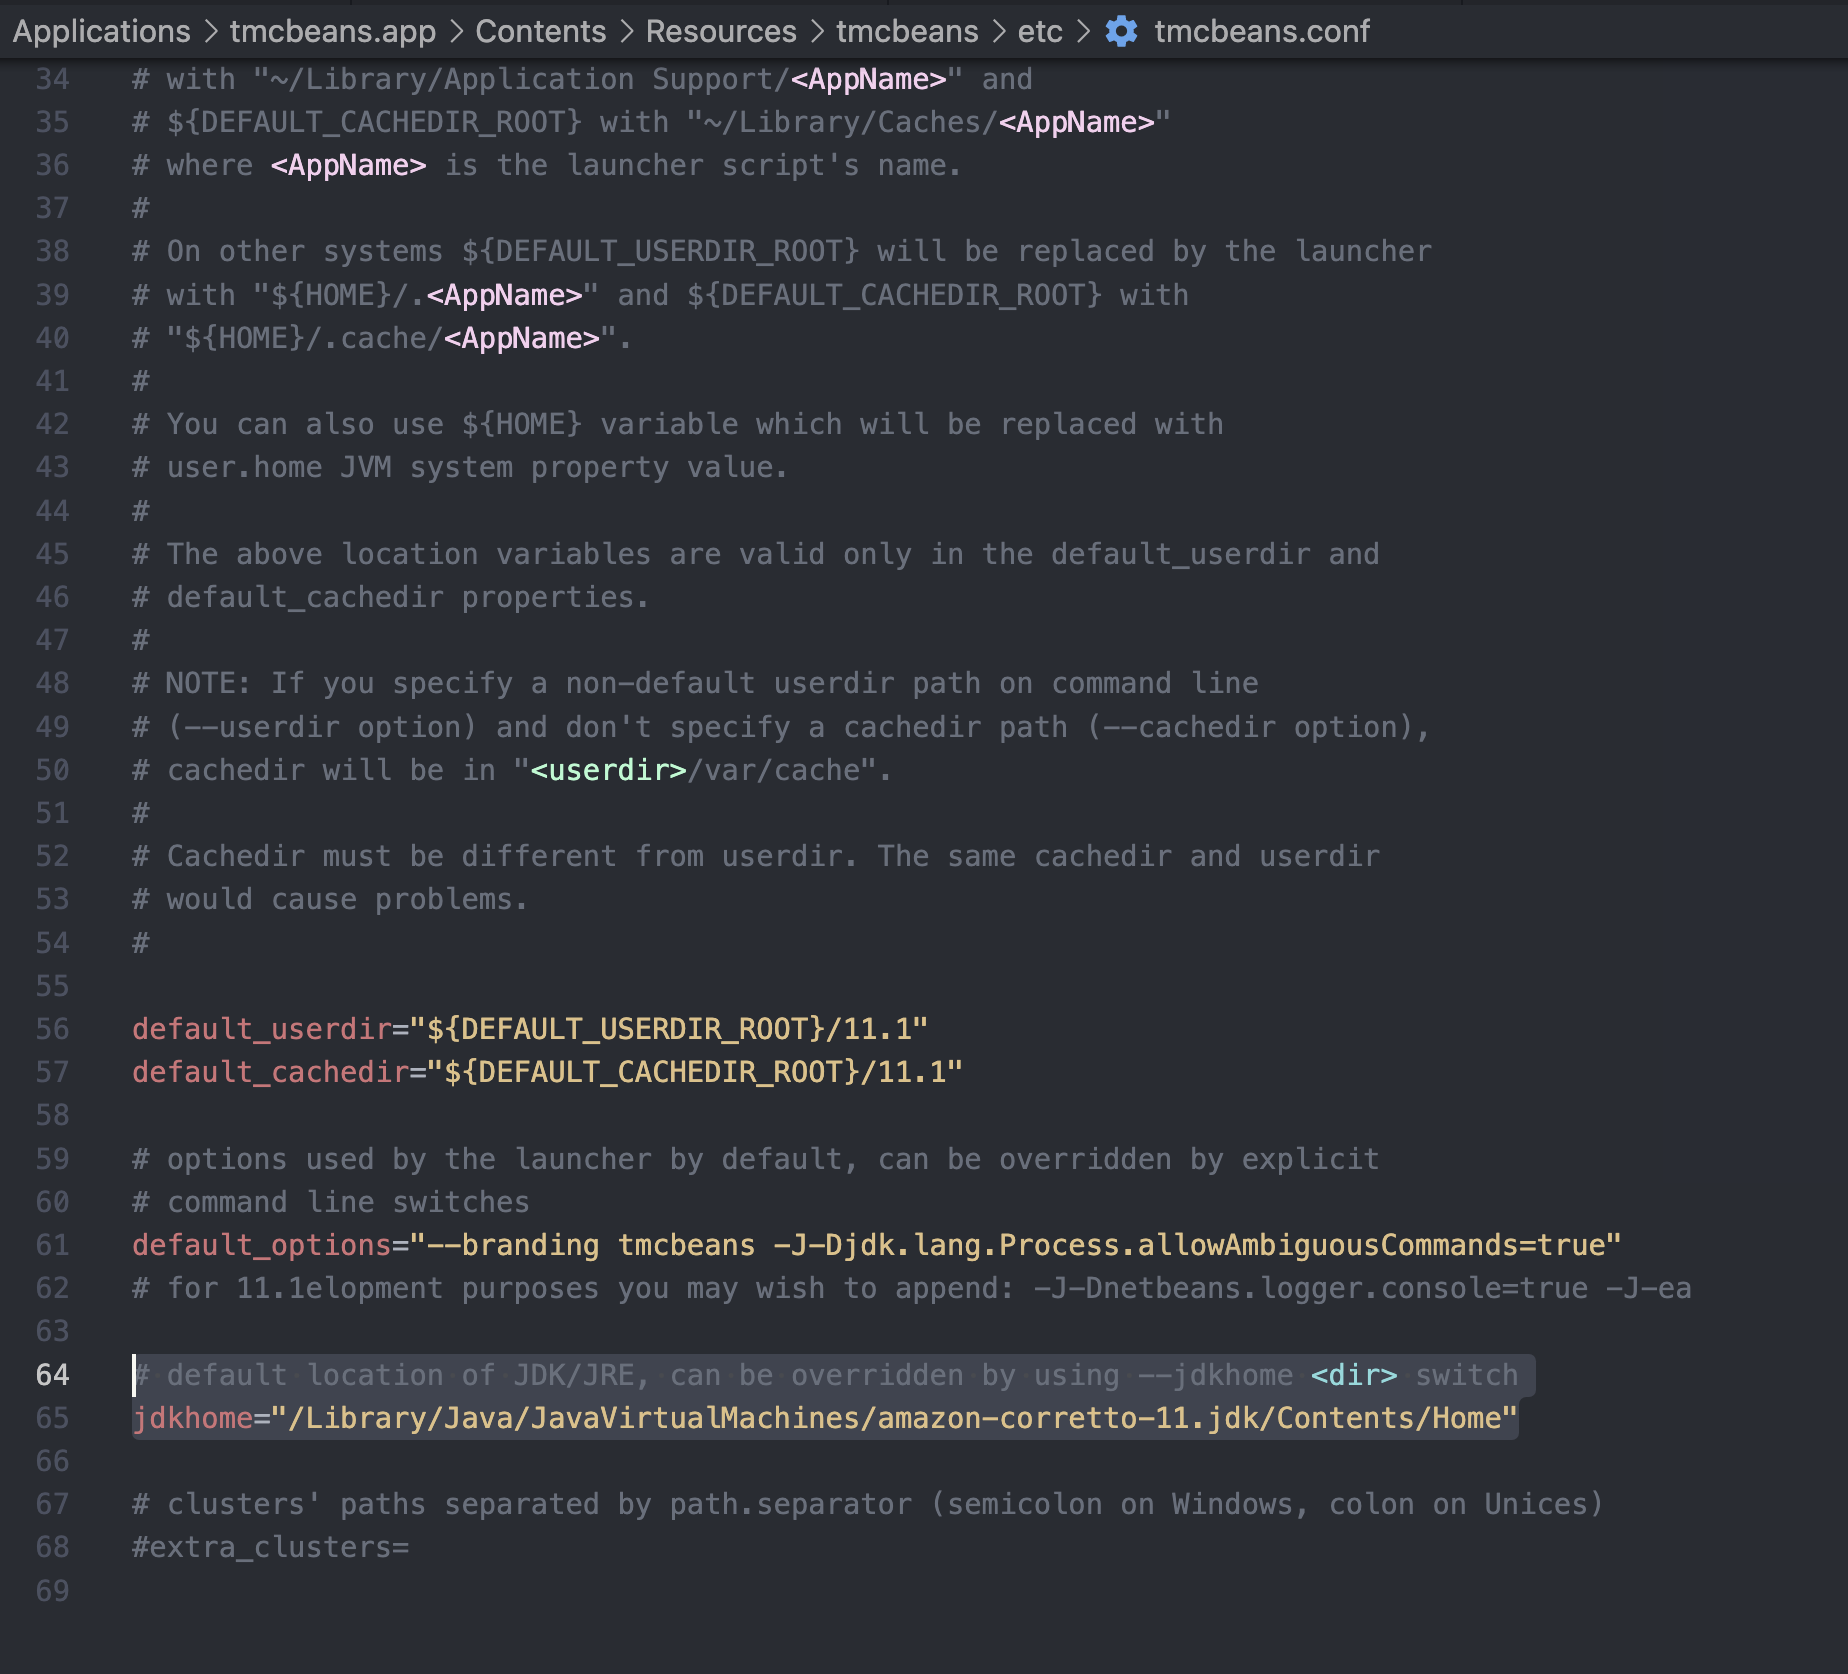 Applications > tmcbeans.app > Contents > Resources > tmcbeans > etc > tmcbeans.conf
34 # with "~/Library/Application Support/<AppName>" and
35 # ${DEFAULT_CACHEDIR_ROOT} with "~/Library/Caches/<AppName>"
36 # where <AppName> is the launcher script's name.
37 #
38 # On other systems ${DEFAULT_USERDIR_ROOT} will be replaced by the launcher
39 # with "${HOME}/.<AppName>" and ${DEFAULT_CACHEDIR_ROOT} with
40 # "${HOME}/.cache/<AppName>".
41 #
42 # You can also use ${HOME} variable which will be replaced with
43 # user.home JVM system property value.
44 #
45 # The above location variables are valid only in the default_userdir and
46 # default_cachedir properties.
47 #
48 # NOTE: If you specify a non-default userdir path on command line
49 # (--userdir option) and don't specify a cachedir path (--cachedir option),
50 # cachedir will be in "<userdir>/var/cache".
51 #
52 # Cachedir must be different from userdir. The same cachedir and userdir
53 # would cause problems.
54 #
55
56 default_userdir="${DEFAULT_USERDIR_ROOT}/11.1"
57 default_cachedir="${DEFAULT_CACHEDIR_ROOT}/11.1"
58
59 # options used by the launcher by default, can be overridden by explicit
60 # command line switches
61 default_options="--branding tmcbeans -J-Djdk.lang.Process.allowAmbiguousCommands=true"
62 # for 11.1elopment purposes you may wish to append: -J-Dnetbeans.logger.console=true -J-ea
63
64 # default location of JDK/JRE, can be overridden by using --jdkhome <dir> switch
65 jdkhome="/Library/Java/JavaVirtualMachines/amazon-corretto-11.jdk/Contents/Home"
66
67 # clusters' paths separated by path.separator (semicolon on Windows, colon on Unices)
68 #extra_clusters=
69